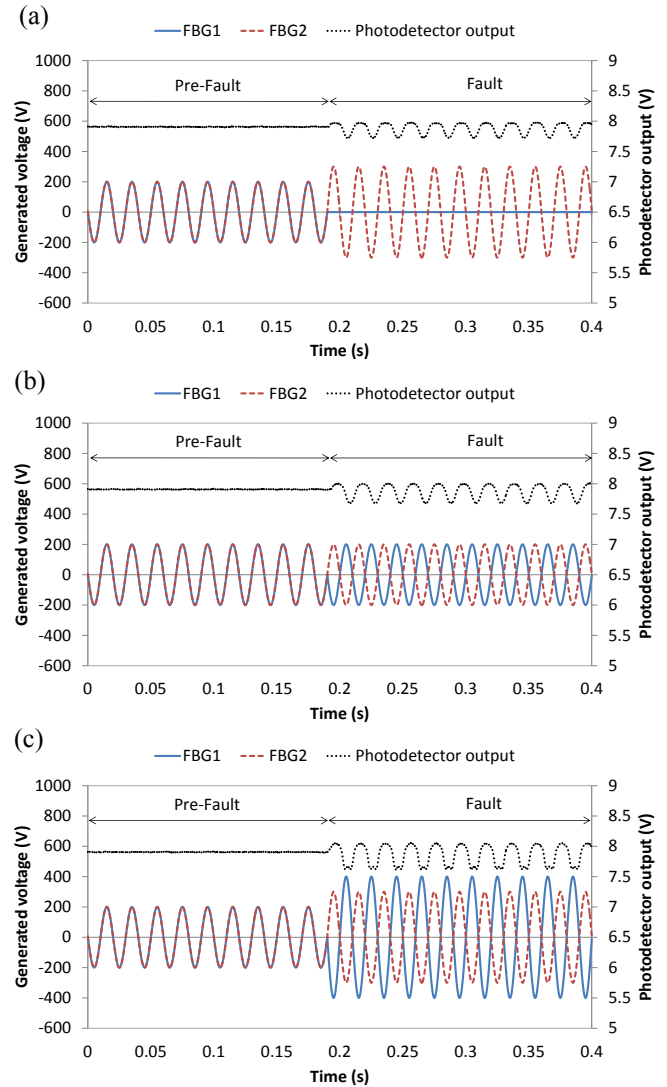 (a)
FBG1 FBG2 Photodetector output
Pre-Fault Fault
Generated voltage (V)
1000
800
600
400
200
0
-200
-400
-600
Photodetector output (V)
9
8.5
8
7.5
7
6.5
6
5.5
5
0 0.05 0.1 0.15 0.2 0.25 0.3 0.35 0.4
Time (s)
(b)
FBG1 FBG2 Photodetector output
Pre-Fault Fault
Generated voltage (V)
1000
800
600
400
200
0
-200
-400
-600
Photodetector output (V)
9
8.5
8
7.5
7
6.5
6
5.5
5
0 0.05 0.1 0.15 0.2 0.25 0.3 0.35 0.4
Time (s)
(c)
FBG1 FBG2 Photodetector output
Pre-Fault Fault
Generated voltage (V)
1000
800
600
400
200
0
-200
-400
-600
Photodetector output (V)
9
8.5
8
7.5
7
6.5
6
5.5
5
0 0.05 0.1 0.15 0.2 0.25 0.3 0.35 0.4
Time (s)